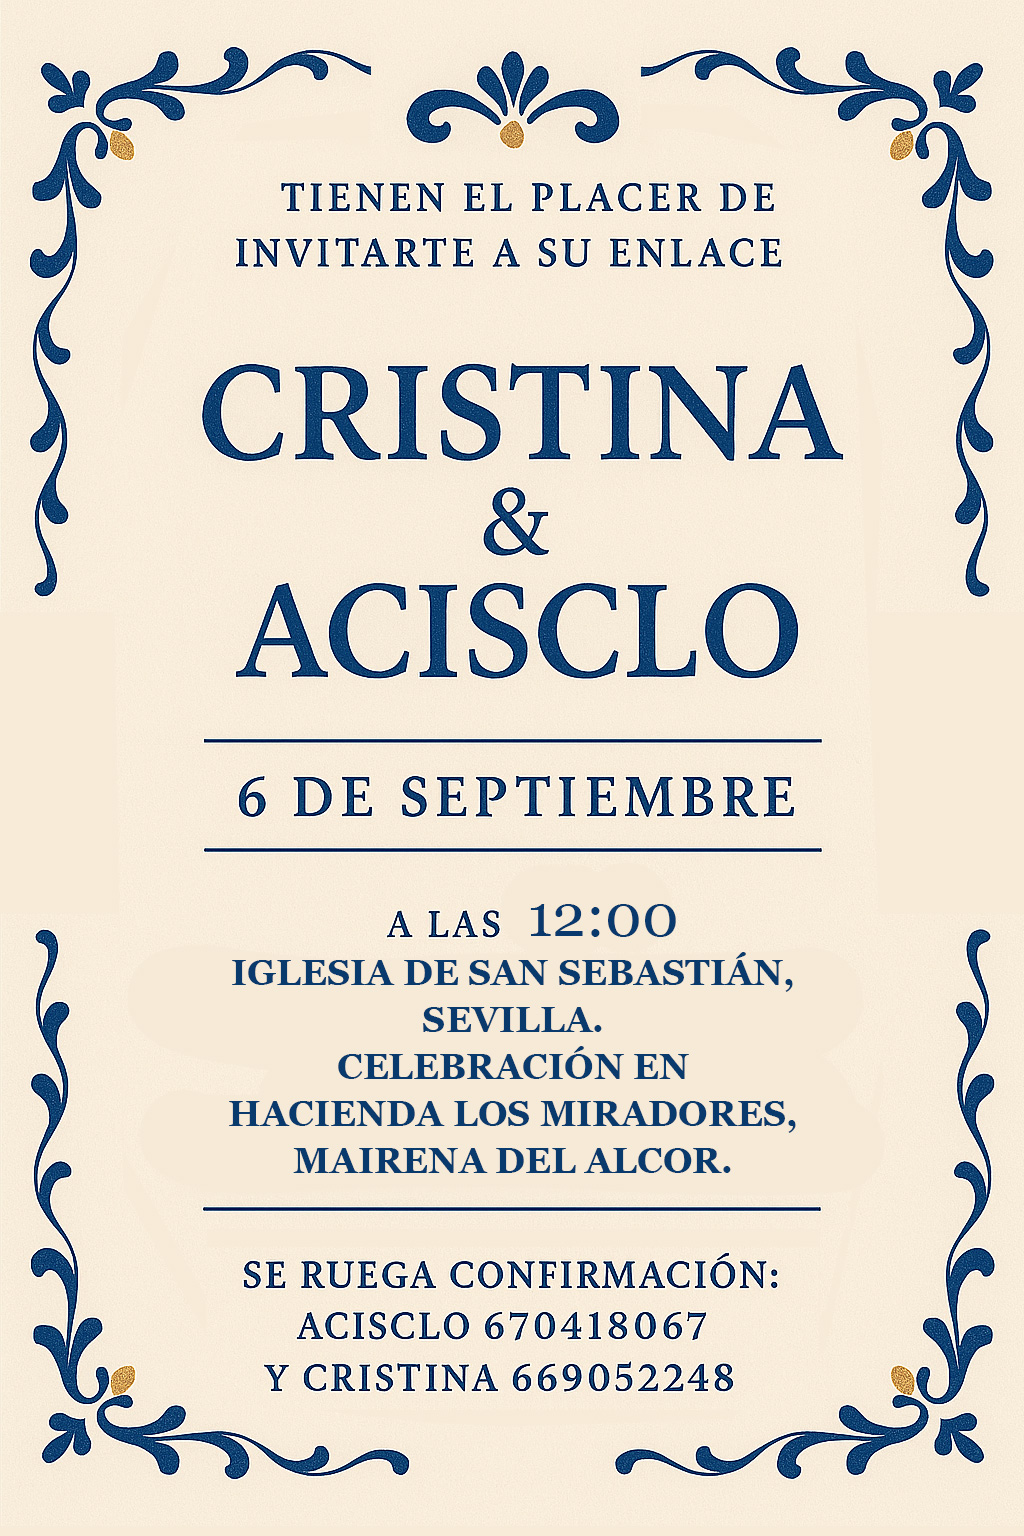 TIENEN EL PLACER DE
INVITARTE A SU ENLACE
CRISTINA
&
ACISCLO
6 DE SEPTIEMBRE
A LAS 12:00
IGLESIA DE SAN SEBASTIÁN,
SEVILLA.
CELEBRACIÓN EN
HACIENDA LOS MIRADORES,
MAIRENA DEL ALCOR.
SE RUEGA CONFIRMACIÓN:
ACISCLO 670418067
Y CRISTINA 669052248